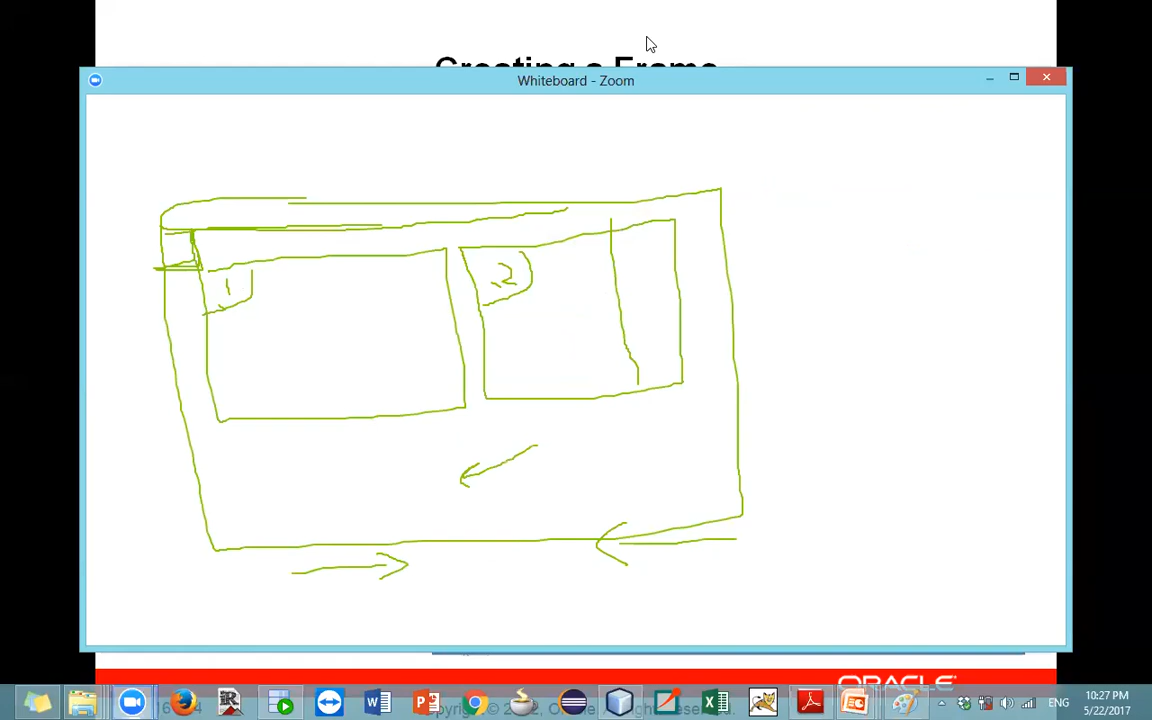 Creating a Frame
Whiteboard - Zoom
1
2
ORACLE
ENG
10:27 PM
5/22/2017